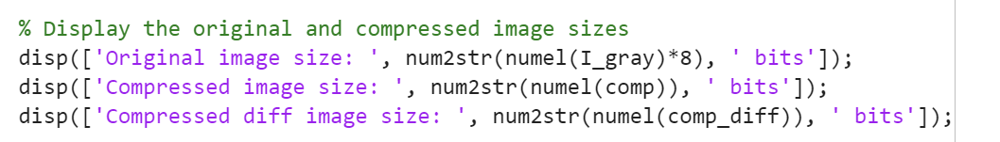 % Display the original and compressed image sizes
disp(['Original image size: ', num2str(numel(I_gray)*8), ' bits']);
disp(['Compressed image size: ', num2str(numel(comp)), ' bits']);
disp(['Compressed diff image size: ', num2str(numel(comp_diff)), ' bits']);